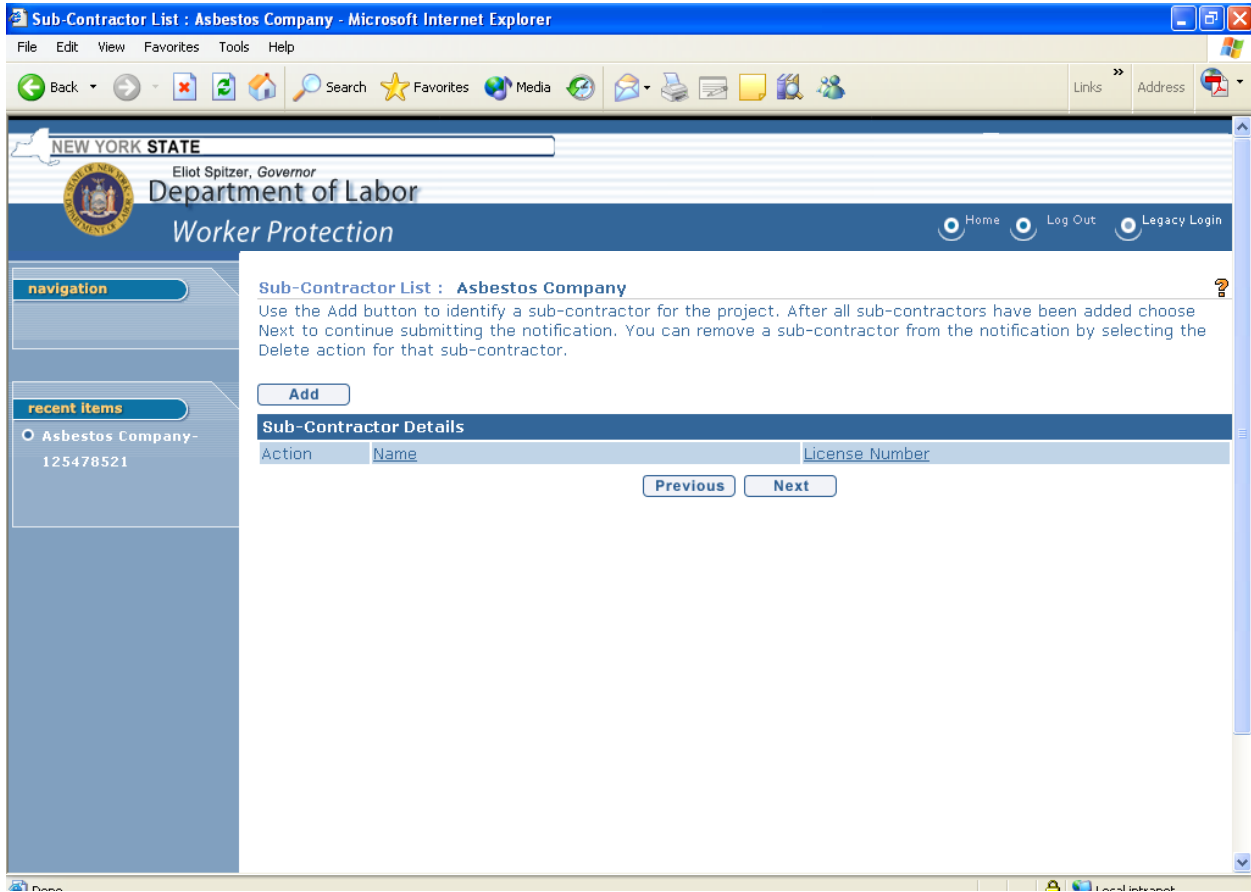 Sub-Contractor List : Asbestos Company - Microsoft Internet Explorer
File Edit View Favorites Tools Help
Back Search Favorites Media Links » Address
NEW YORK STATE
Eliot Spitzer, Governor
Department of Labor
Worker Protection Home Log Out Legacy Login
navigation
Sub-Contractor List : Asbestos Company
Use the Add button to identify a sub-contractor for the project. After all sub-contractors have been added choose
Next to continue submitting the notification. You can remove a sub-contractor from the notification by selecting the
Delete action for that sub-contractor.
Add
recent items
Asbestos Company-
125478521
Sub-Contractor Details
Action Name License Number
Previous Next
Done Local intranet